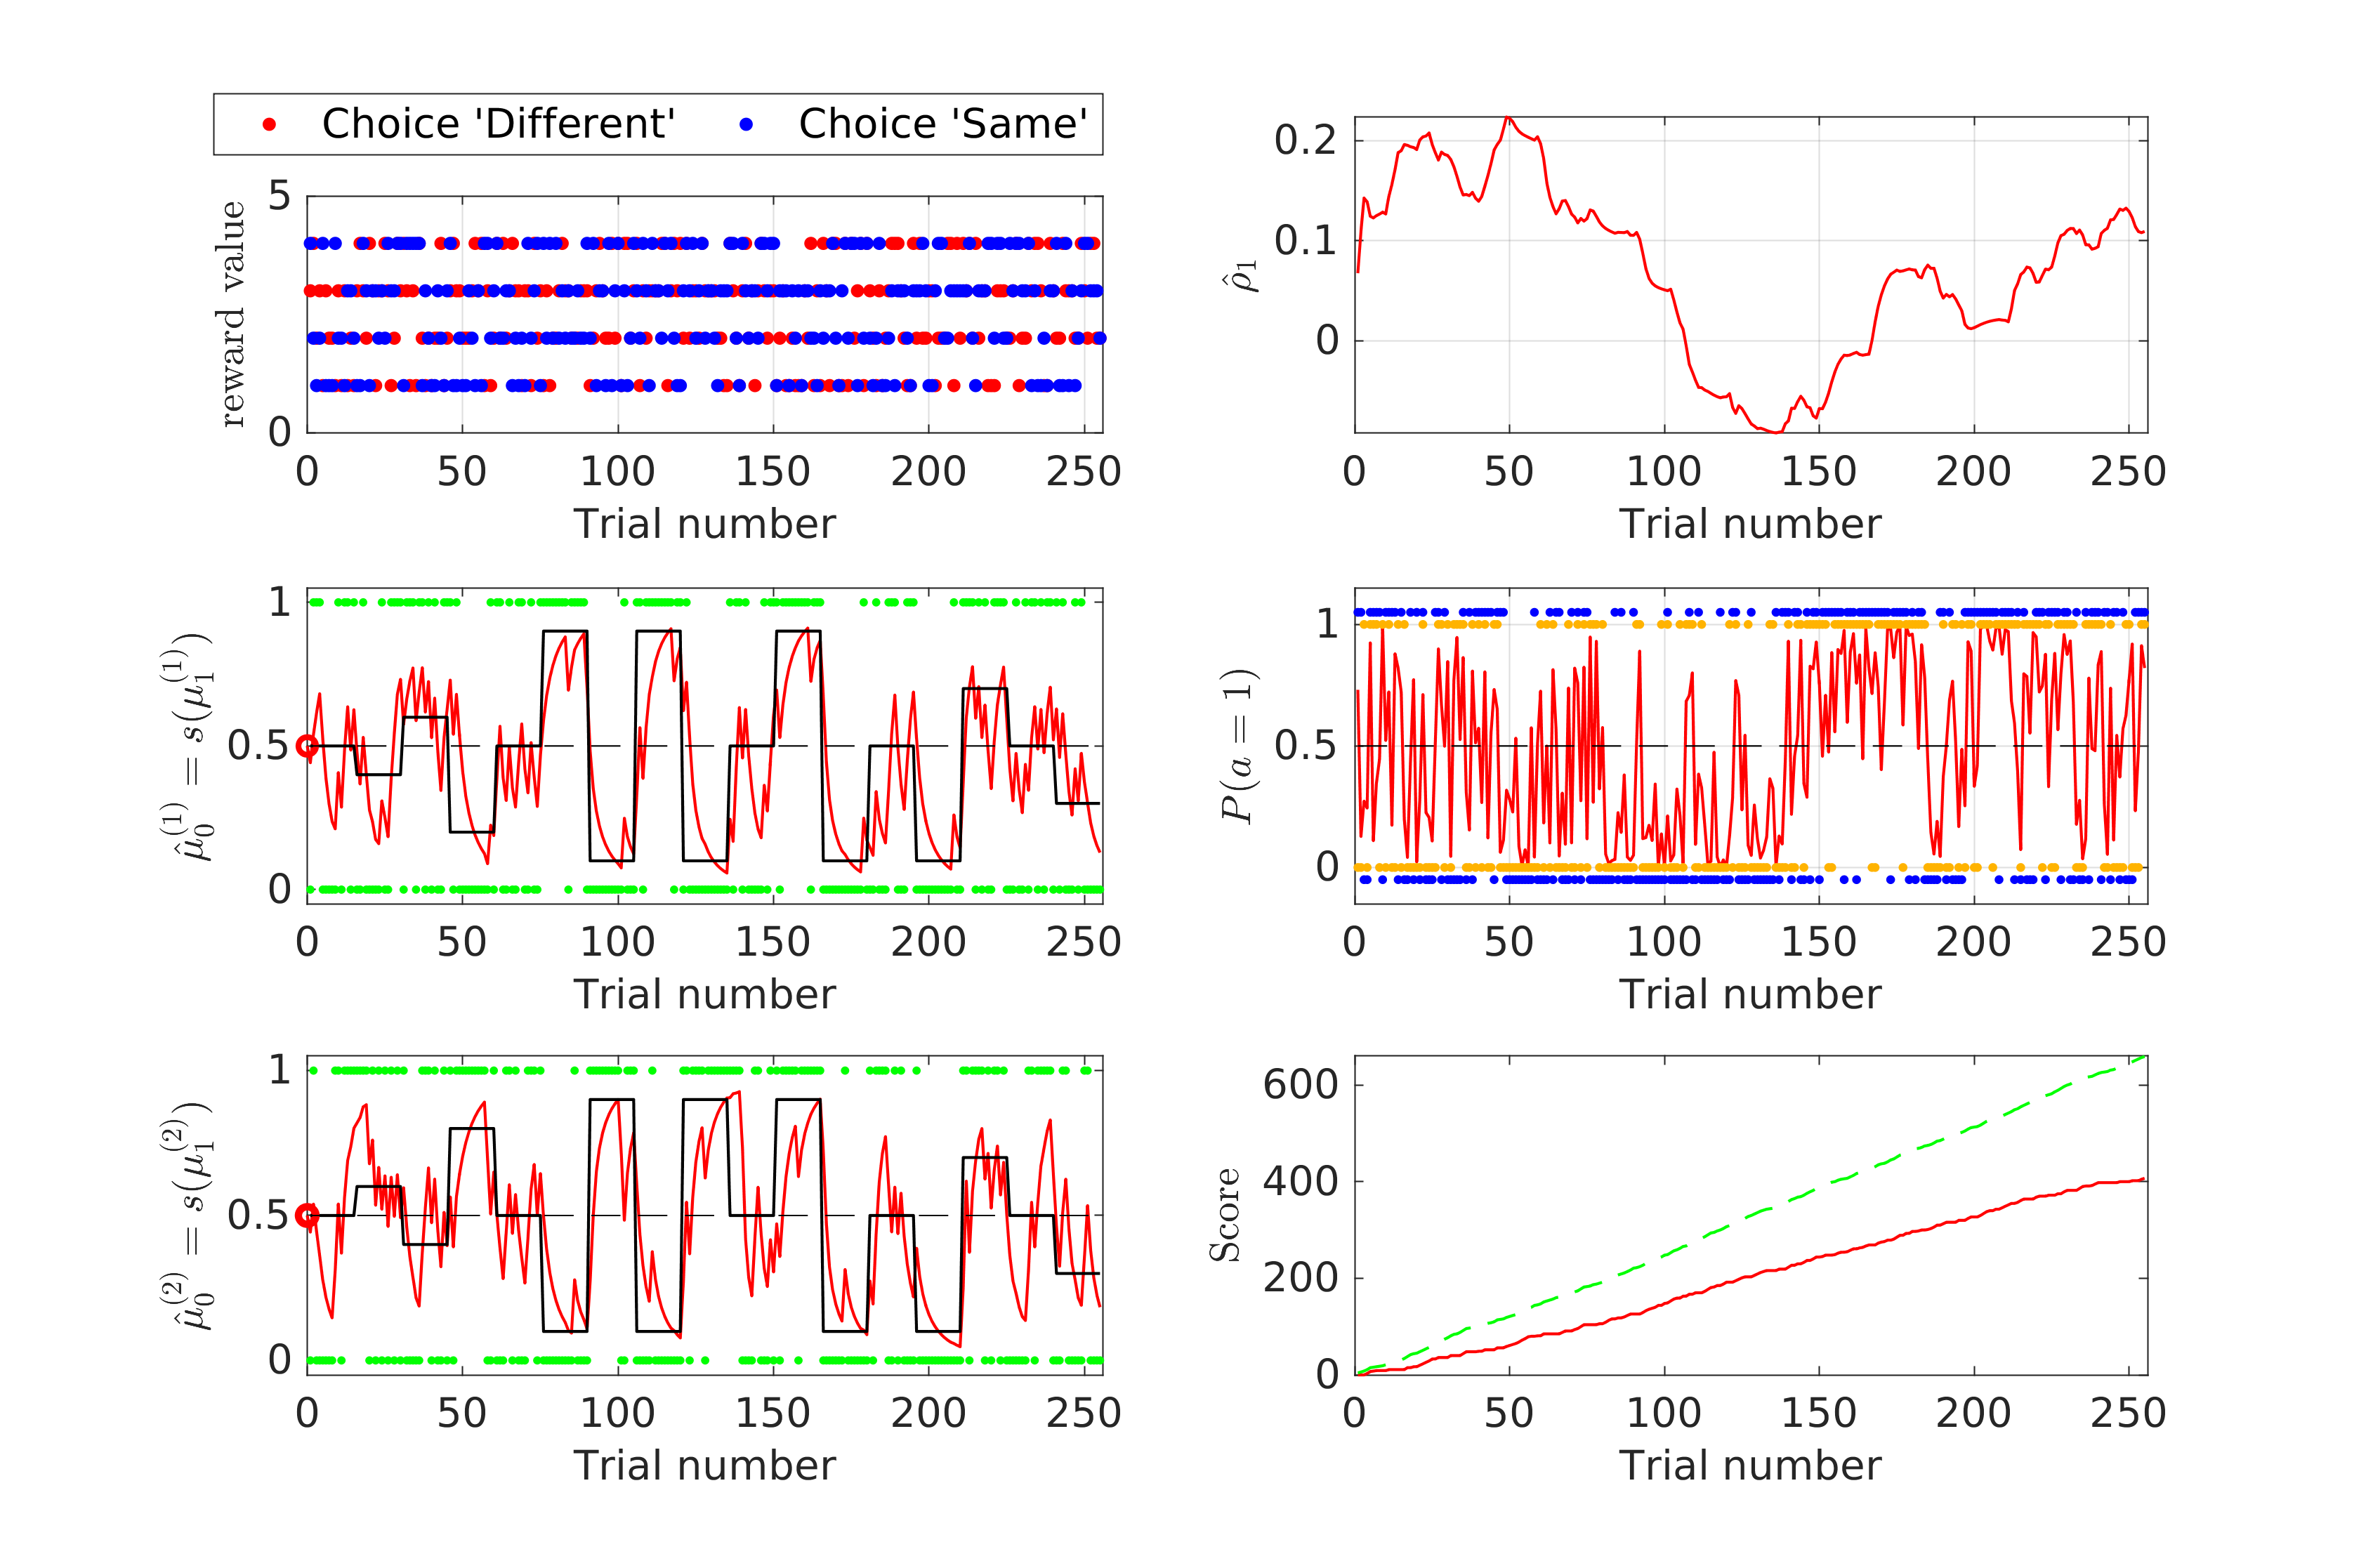 Choice 'Different' Choice 'Same'
5
0
reward value
0 50 100 150 200 250
Trial number
0.2
0.1
0
ρ̂₁
0 50 100 150 200 250
Trial number
1
0.5
0
μ̂₀⁽¹⁾ = s(μ₁⁽¹⁾)
0 50 100 150 200 250
Trial number
1
0.5
0
P(a = 1)
0 50 100 150 200 250
Trial number
1
0.5
0
μ̂₀⁽²⁾ = s(μ₁⁽²⁾)
0 50 100 150 200 250
Trial number
600
400
200
0
Score
0 50 100 150 200 250
Trial number